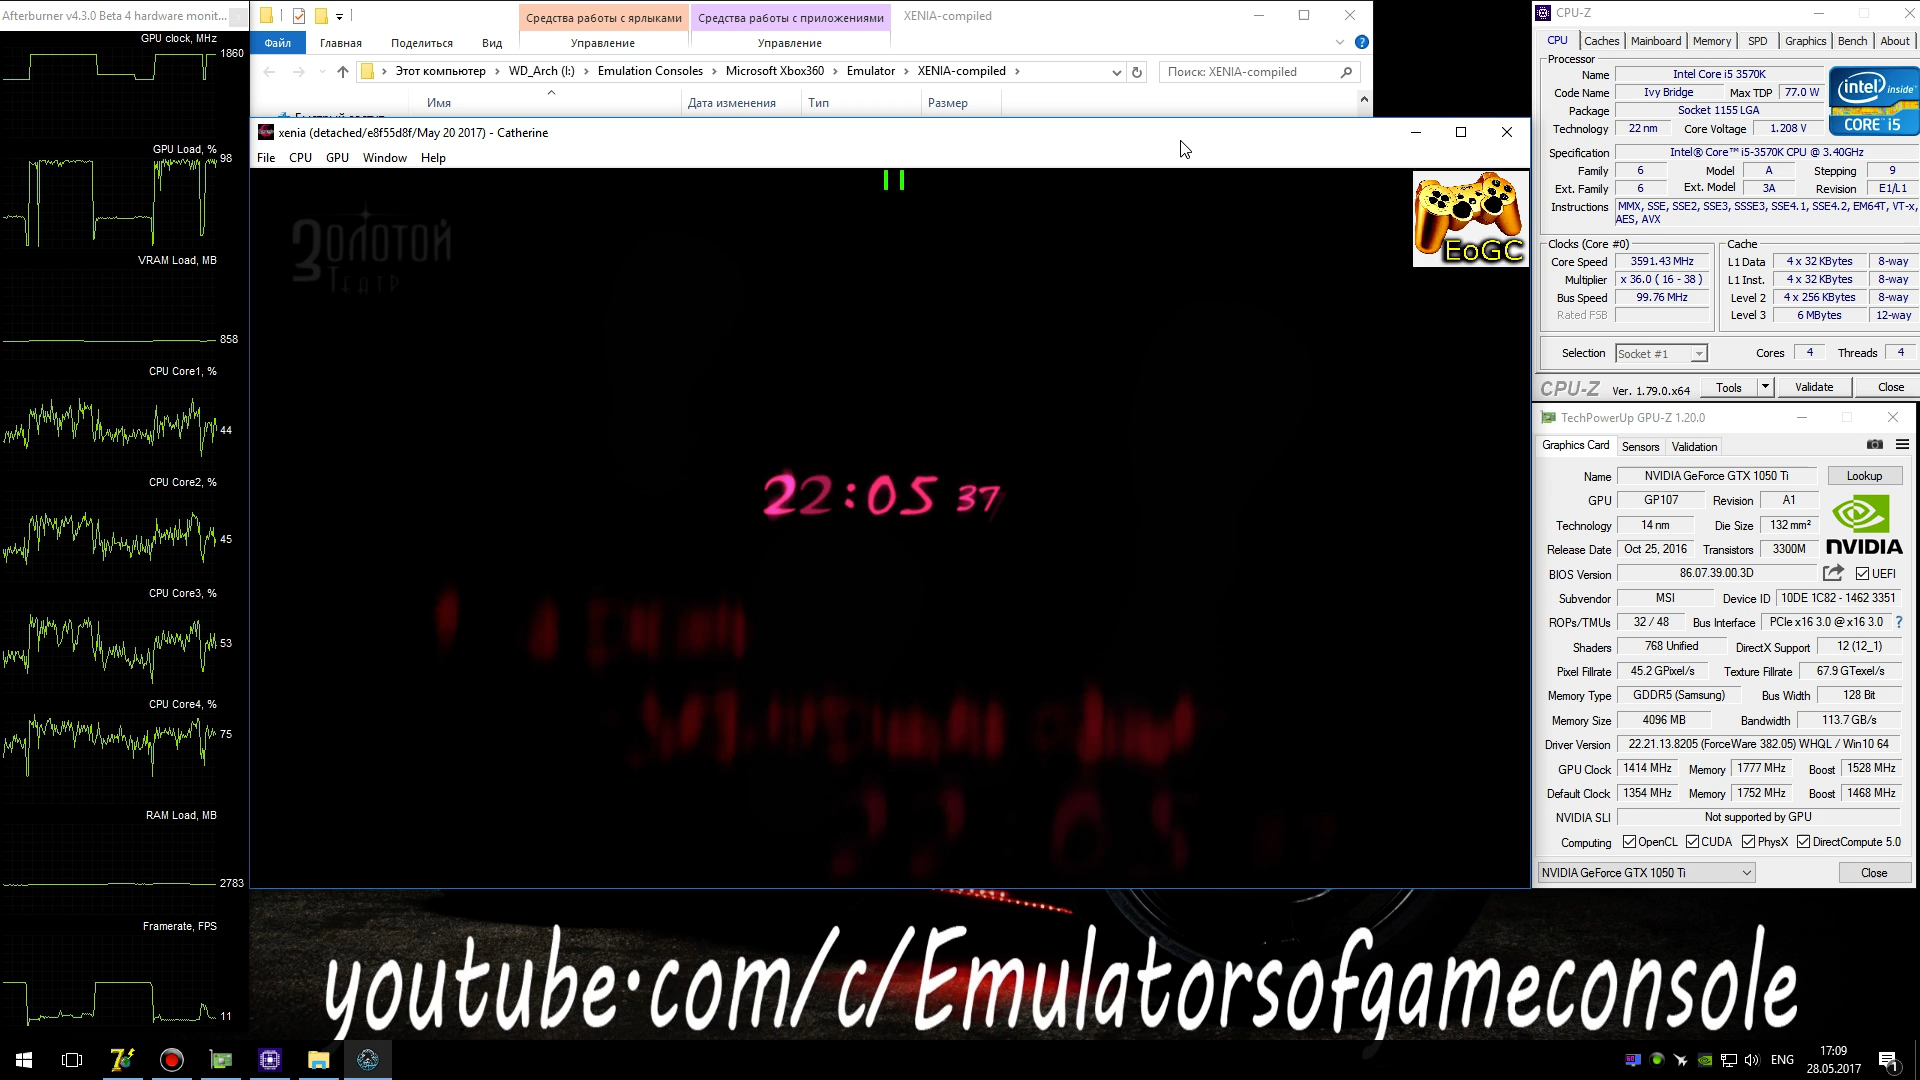 Afterburner v4.3.0 Beta 4 hardware monit...
GPU clock, MHz
1860
GPU Load, %
98
VRAM Load, MB
858
CPU Core1, %
44
CPU Core2, %
45
CPU Core3, %
53
CPU Core4, %
75
RAM Load, MB
2783
Framerate, FPS
11
Средства работы с ярлыками
Средства работы с приложениями
XENIA-compiled
Файл
Главная
Поделиться
Вид
Управление
Управление
Этот компьютер
WD_Arch (I:)
Emulation Consoles
Microsoft Xbox360
Emulator
XENIA-compiled
Поиск: XENIA-compiled
Имя
Дата изменения
Тип
Размер
xenia (detached/e8f55d8f/May 20 2017) - Catherine
File CPU GPU Window Help
Золотой
Театр
EoGC
22:05 37
22 05
youtube.com/c/Emulatorsofgameconsole
CPU-Z
CPU Caches Mainboard Memory SPD Graphics Bench About
Processor
Name Intel Core i5 3570K
Code Name Ivy Bridge Max TDP 77.0 W
Package Socket 1155 LGA
Technology 22 nm Core Voltage 1.208 V
intel inside™
CORE i5
Specification Intel® Core™ i5-3570K CPU @ 3.40GHz
Family 6 Model A Stepping 9
Ext. Family 6 Ext. Model 3A Revision E1/L1
Instructions MMX, SSE, SSE2, SSE3, SSSE3, SSE4.1, SSE4.2, EM64T, VT-x,
AES, AVX
Clocks (Core #0)
Core Speed 3591.43 MHz
Multiplier x 36.0 ( 16 - 38 )
Bus Speed 99.76 MHz
Rated FSB
Cache
L1 Data 4 x 32 KBytes 8-way
L1 Inst. 4 x 32 KBytes 8-way
Level 2 4 x 256 KBytes 8-way
Level 3 6 MBytes 12-way
Selection Socket #1 Cores 4 Threads 4
CPU-Z Ver. 1.79.0.x64 Tools Validate Close
TechPowerUp GPU-Z 1.20.0
Graphics Card Sensors Validation
Name NVIDIA GeForce GTX 1050 Ti Lookup
GPU GP107 Revision A1
Technology 14 nm Die Size 132 mm²
Release Date Oct 25, 2016 Transistors 3300M
NVIDIA
BIOS Version 86.07.39.00.3D UEFI
Subvendor MSI Device ID 10DE 1C82 - 1462 3351
ROPs/TMUs 32 / 48 Bus Interface PCIe x16 3.0 @ x16 3.0 ?
Shaders 768 Unified DirectX Support 12 (12_1)
Pixel Fillrate 45.2 GPixel/s Texture Fillrate 67.9 GTexel/s
Memory Type GDDR5 (Samsung) Bus Width 128 Bit
Memory Size 4096 MB Bandwidth 113.7 GB/s
Driver Version 22.21.13.8205 (ForceWare 382.05) WHQL / Win10 64
GPU Clock 1414 MHz Memory 1777 MHz Boost 1528 MHz
Default Clock 1354 MHz Memory 1752 MHz Boost 1468 MHz
NVIDIA SLI Not supported by GPU
Computing OpenCL CUDA PhysX DirectCompute 5.0
NVIDIA GeForce GTX 1050 Ti Close
ENG
17:09
28.05.2017
1